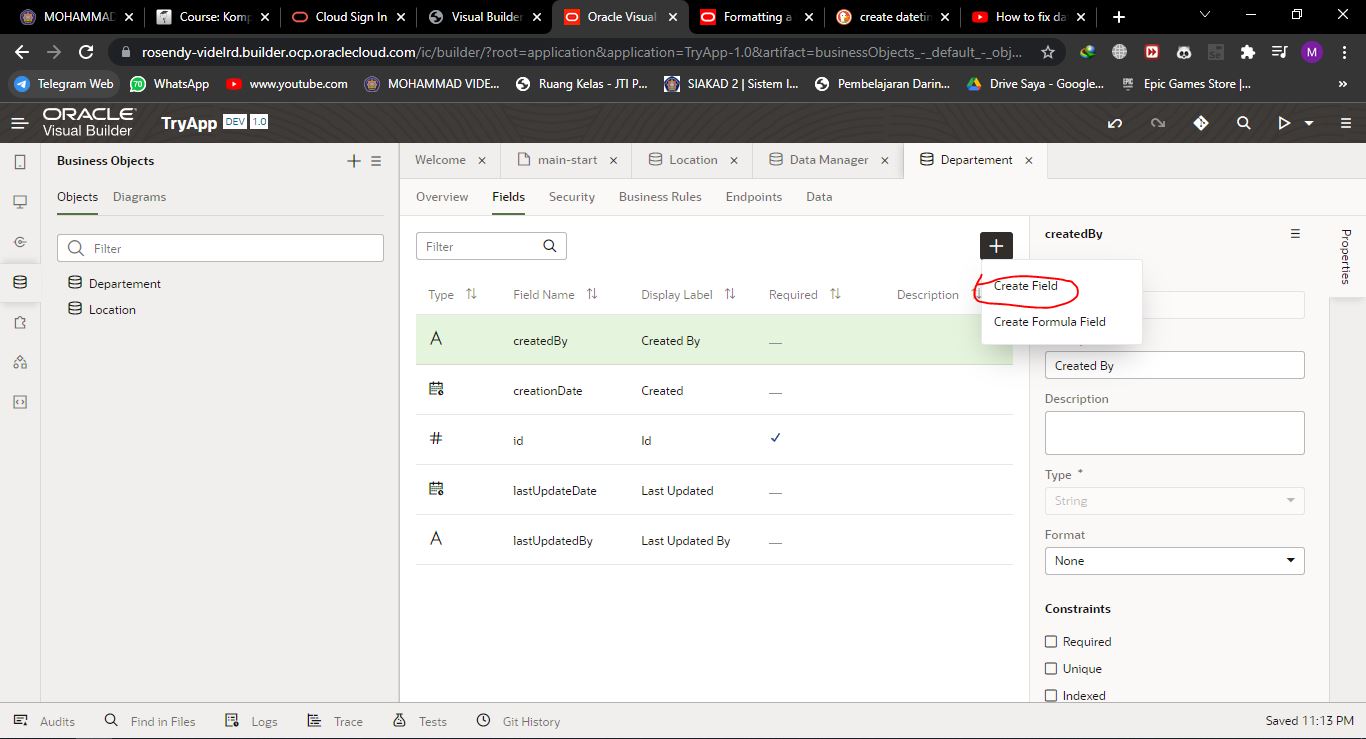 MOHAMMAD
Course: Komp
Cloud Sign In
Visual Builder
Oracle Visual
Formatting a
create datetin
How to fix da
rosendy-videlrd.builder.ocp.oraclecloud.com/ic/builder/?root=application&application=TryApp-1.0&artifact=businessObjects_-_default_-_obj...
M
Telegram Web
70
WhatsApp
www.youtube.com
MOHAMMAD VIDE...
Ruang Kelas - JTI P...
SIAKAD 2 | Sistem I...
Pembelajaran Darin...
Drive Saya - Google...
Epic Games Store |...
»
ORACLE
Visual Builder
TryApp
DEV
1.0
Business Objects
Welcome
main-start
Location
Data Manager
Departement
Objects
Diagrams
Overview
Fields
Security
Business Rules
Endpoints
Data
Filter
Departement
Location
Filter
Create Field
Create Formula Field
Type
Field Name
Display Label
Required
Description
A
createdBy
Created By
creationDate
Created
#
id
Id
lastUpdateDate
Last Updated
A
lastUpdatedBy
Last Updated By
createdBy
Properties
Created By
Description
Type *
String
Format
None
Constraints
Required
Unique
Indexed
Audits
Find in Files
Logs
Trace
Tests
Git History
Saved 11:13 PM